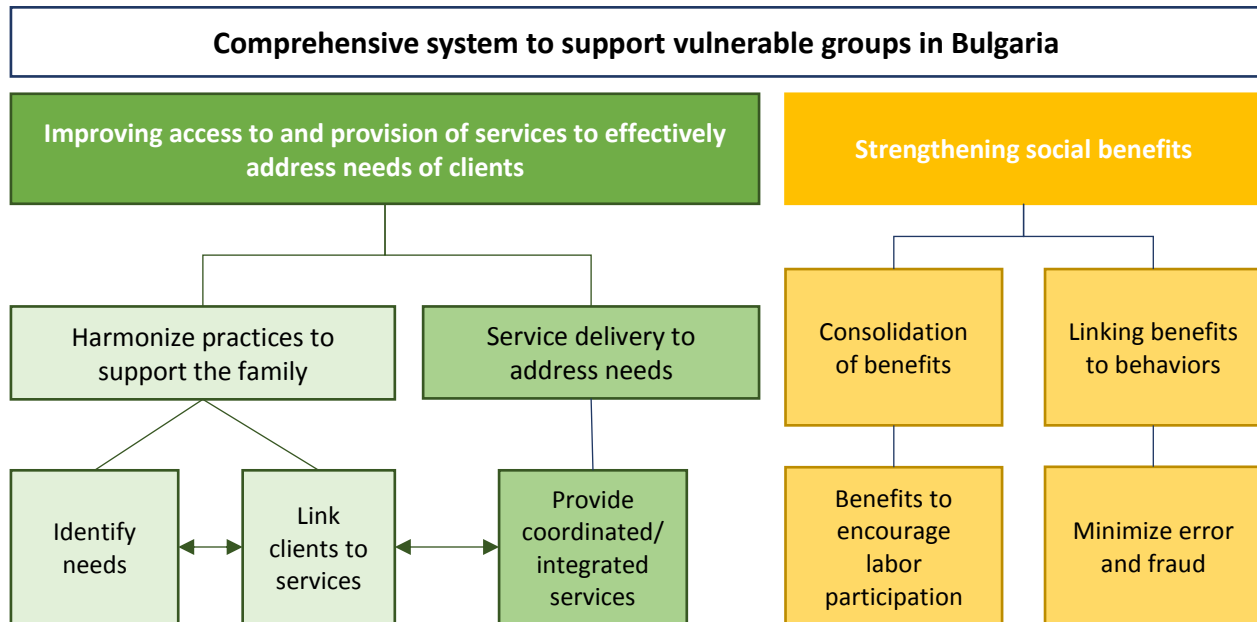 Comprehensive system to support vulnerable groups in Bulgaria
Improving access to and provision of services to effectively
address needs of clients
Strengthening social benefits
Harmonize practices to
support the family
Service delivery to
address needs
Consolidation
of benefits
Linking benefits
to behaviors
Identify
needs
Link
clients to
services
Provide
coordinated/
integrated
services
Benefits to
encourage
labor
participation
Minimize error
and fraud